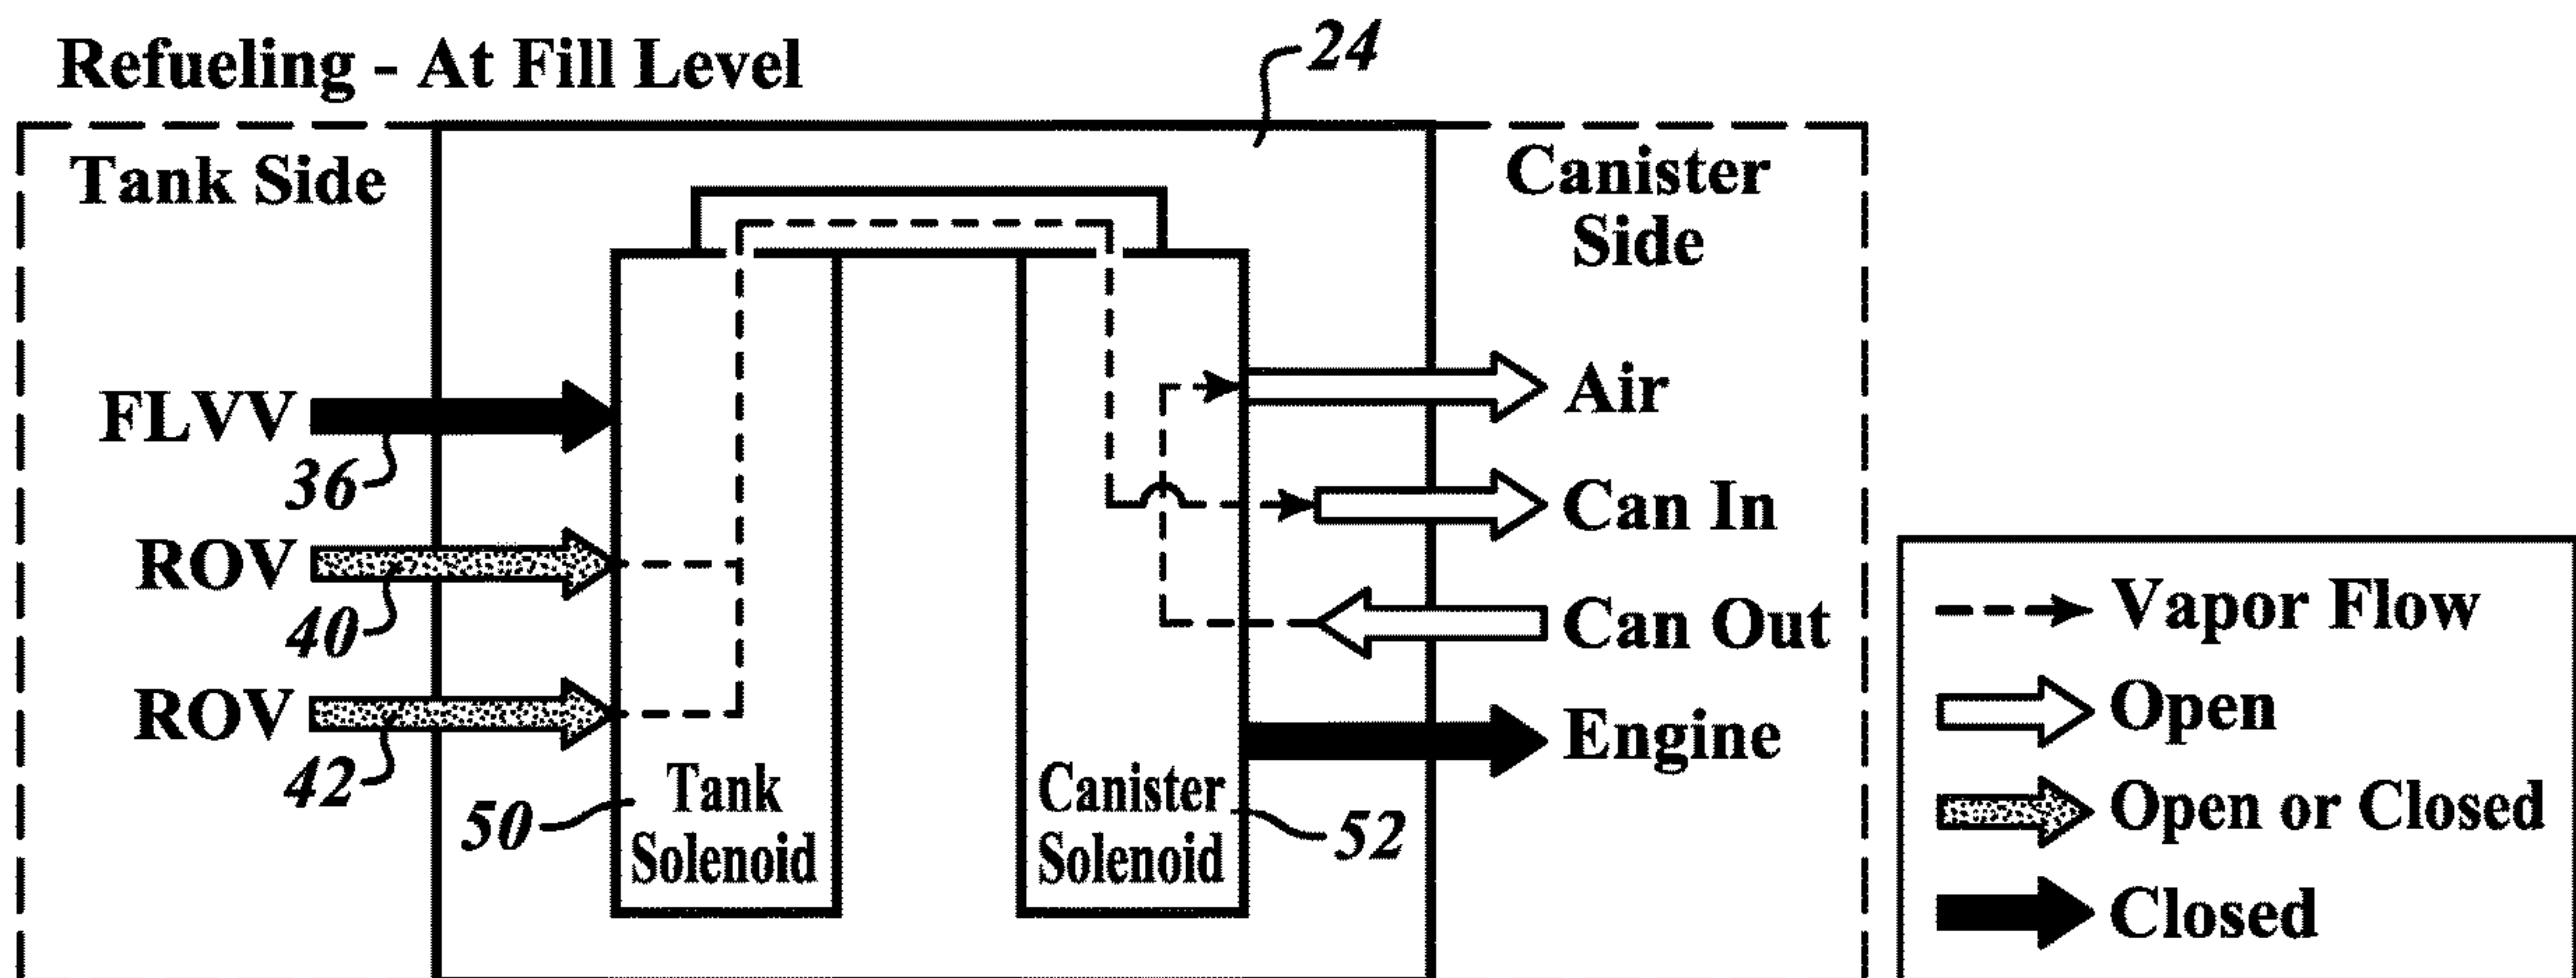 Refueling - At Fill Level
24
Tank Side
Canister
Side
FLVV
36
ROV
40
ROV
42
50
Tank
Solenoid
Canister
Solenoid
52
Air
Can In
Can Out
Engine
Vapor Flow
Open
Open or Closed
Closed